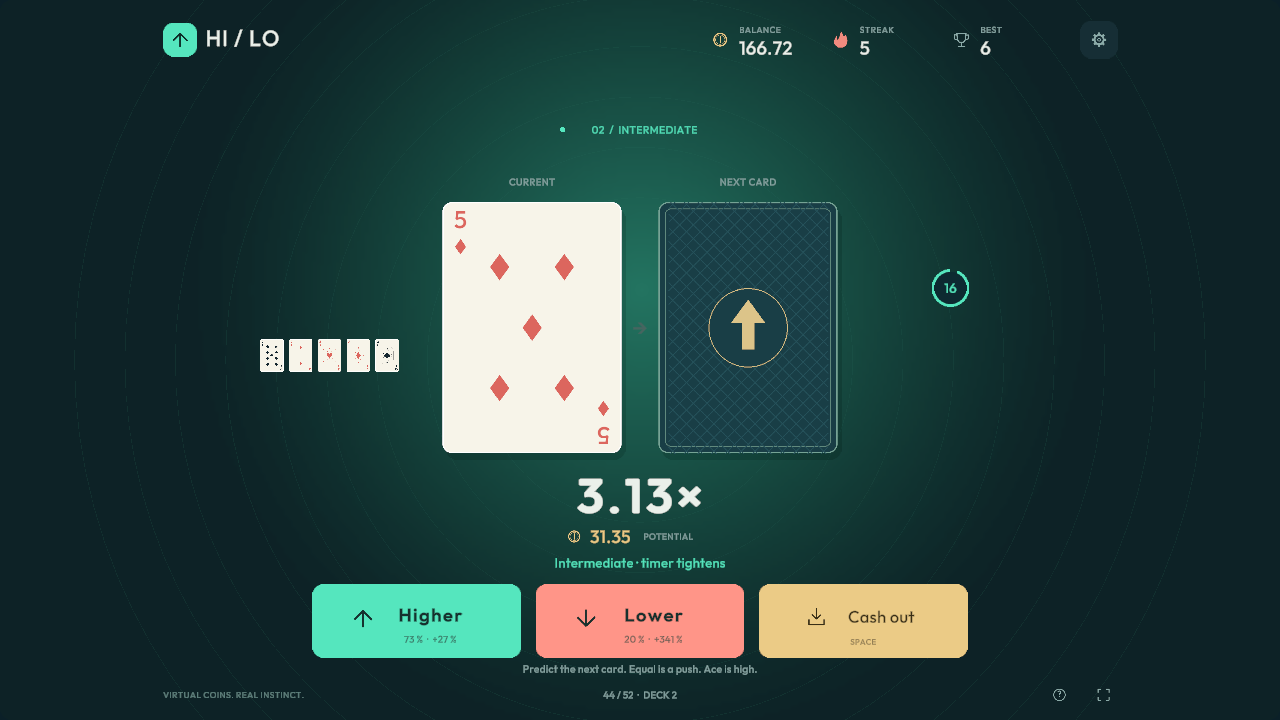 HI / LO
BALANCE
166.72
STREAK
5
BEST
6
02 / INTERMEDIATE
CURRENT
NEXT CARD
5
5
16
3.13×
31.35 POTENTIAL
Intermediate · timer tightens
Higher
73 % · +27 %
Lower
20 % · +341 %
Cash out
SPACE
Predict the next card. Equal is a push. Ace is high.
VIRTUAL COINS. REAL INSTINCT.
44 / 52 · DECK 2